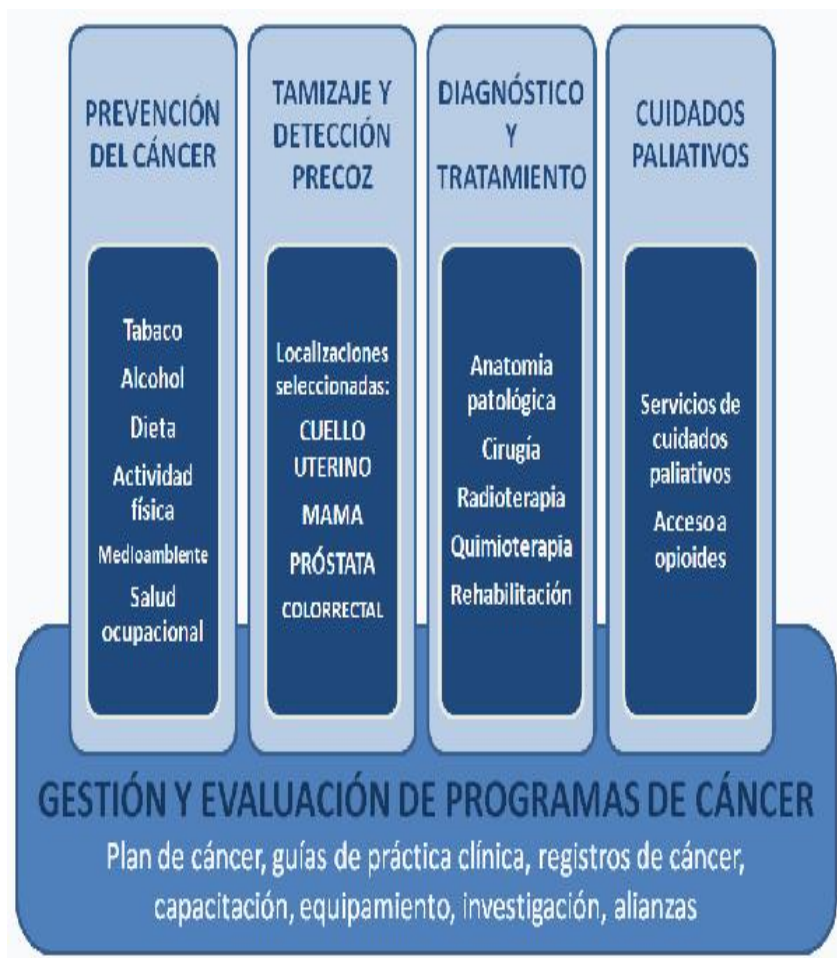 PREVENCIÓN
DEL CÁNCER
Tabaco
Alcohol
Dieta
Actividad
física
Medioambiente
Salud
ocupacional
TAMIZAJE Y
DETECCIÓN
PRECOZ
Localizaciones
seleccionadas:
CUELLO
UTERINO
MAMA
PRÓSTATA
COLORRECTAL
DIAGNÓSTICO
Y
TRATAMIENTO
Anatomia
patológica
Cirugía
Radioterapia
Quimioterapia
Rehabilitación
CUIDADOS
PALIATIVOS
Servicios de
cuidados
paliativos
Acceso a
opioides
GESTIÓN Y EVALUACIÓN DE PROGRAMAS DE CÁNCER
Plan de cáncer, guías de práctica clínica, registros de cáncer,
capacitación, equipamiento, investigación, alianzas